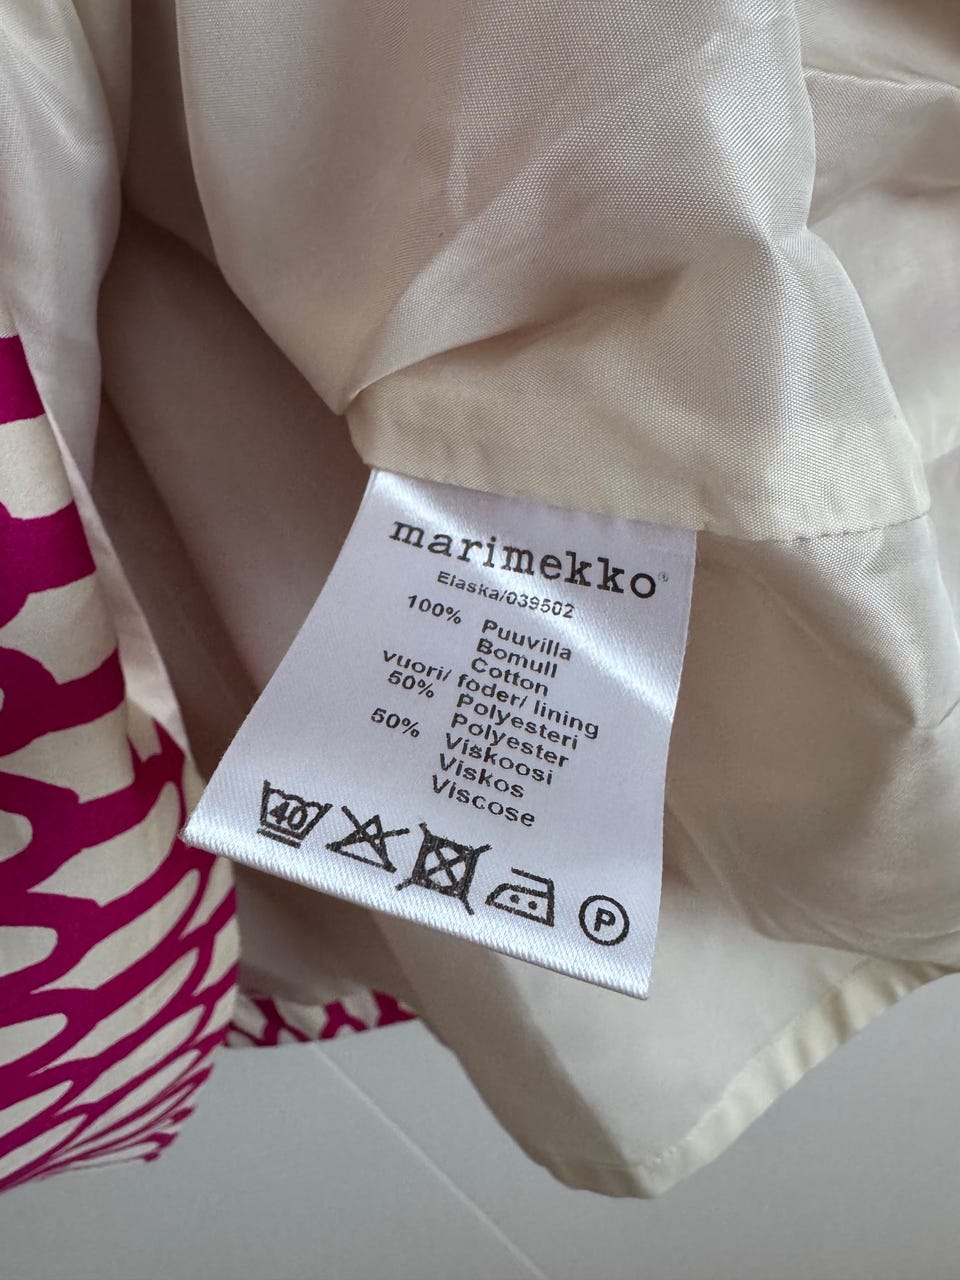 marimekko®
Elaska/039502
100% Puuvilla
Bomull
Cotton
vuori/ foder/ lining
50% Polyesteri
Polyester
50% Viskoosi
Viskos
Viscose
40
P